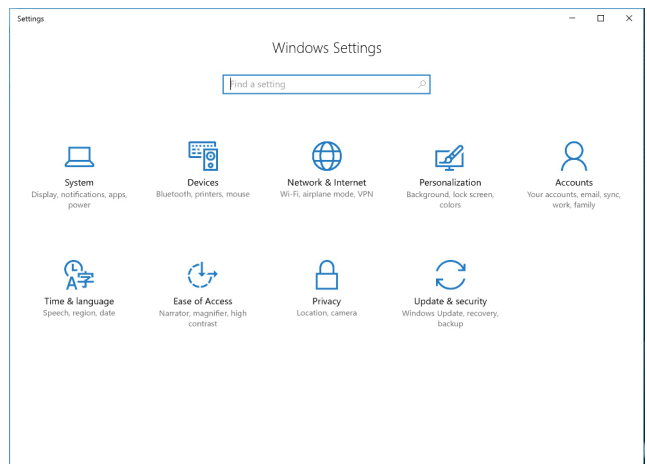 Settings
Windows Settings
Find a setting
System
Display, notifications, apps,
power
Devices
Bluetooth, printers, mouse
Network & Internet
Wi-Fi, airplane mode, VPN
Personalization
Background, lock screen,
colors
Accounts
Your accounts, email, sync,
work, family
Time & language
Speech, region, date
Ease of Access
Narrator, magnifier, high
contrast
Privacy
Location, camera
Update & security
Windows Update, recovery,
backup